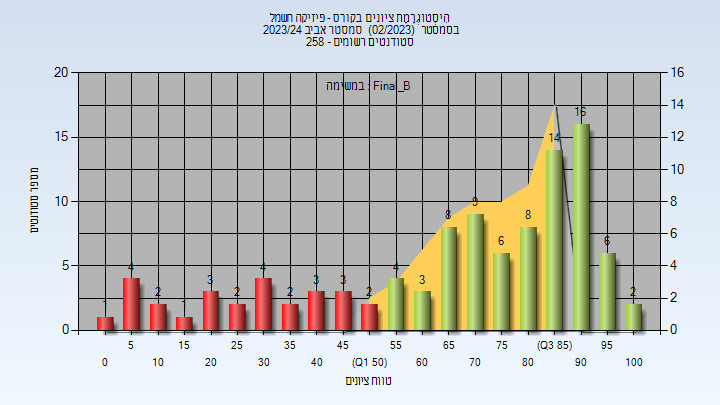 הִיסְטוֹגְרָמַת ציונים בקורס - פיזיקה חשמל
בסמסטר (02/2023) סמסטר אביב 2023/24
סטודנטים רשומים - 258
במשימה : Final_B
20 15 10 5 0
מספר סטודנטים
16 14 12 10 8 6 4 2 0
1 4 2 1 3 2 4 2 3 3 2 4 3 8 9 6 8 14 16 6 2
5 15 25 35 45 55 65 75 (Q3 85) 95
0 10 20 30 40 (Q1 50) 60 70 80 90 100
טווח ציונים